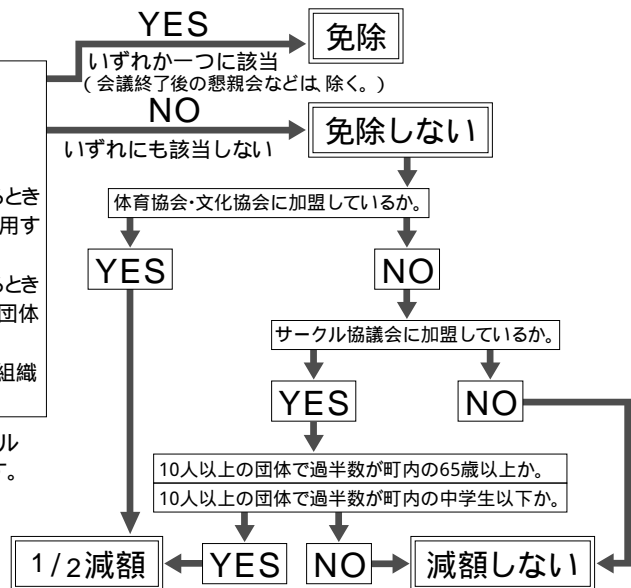 YES
免除
いずれか一つに該当
(会議終了後の懇親会などは、除く。)
NO
免除しない
いずれにも該当しない
るとき
用す
るとき
団体
組織
ル
す。
体育協会・文化協会に加盟しているか。
YES
NO
サークル協議会に加盟しているか。
YES
NO
10人以上の団体で過半数が町内の65歳以上か。
10人以上の団体で過半数が町内の中学生以下か。
1/2減額
YES
NO
減額しない